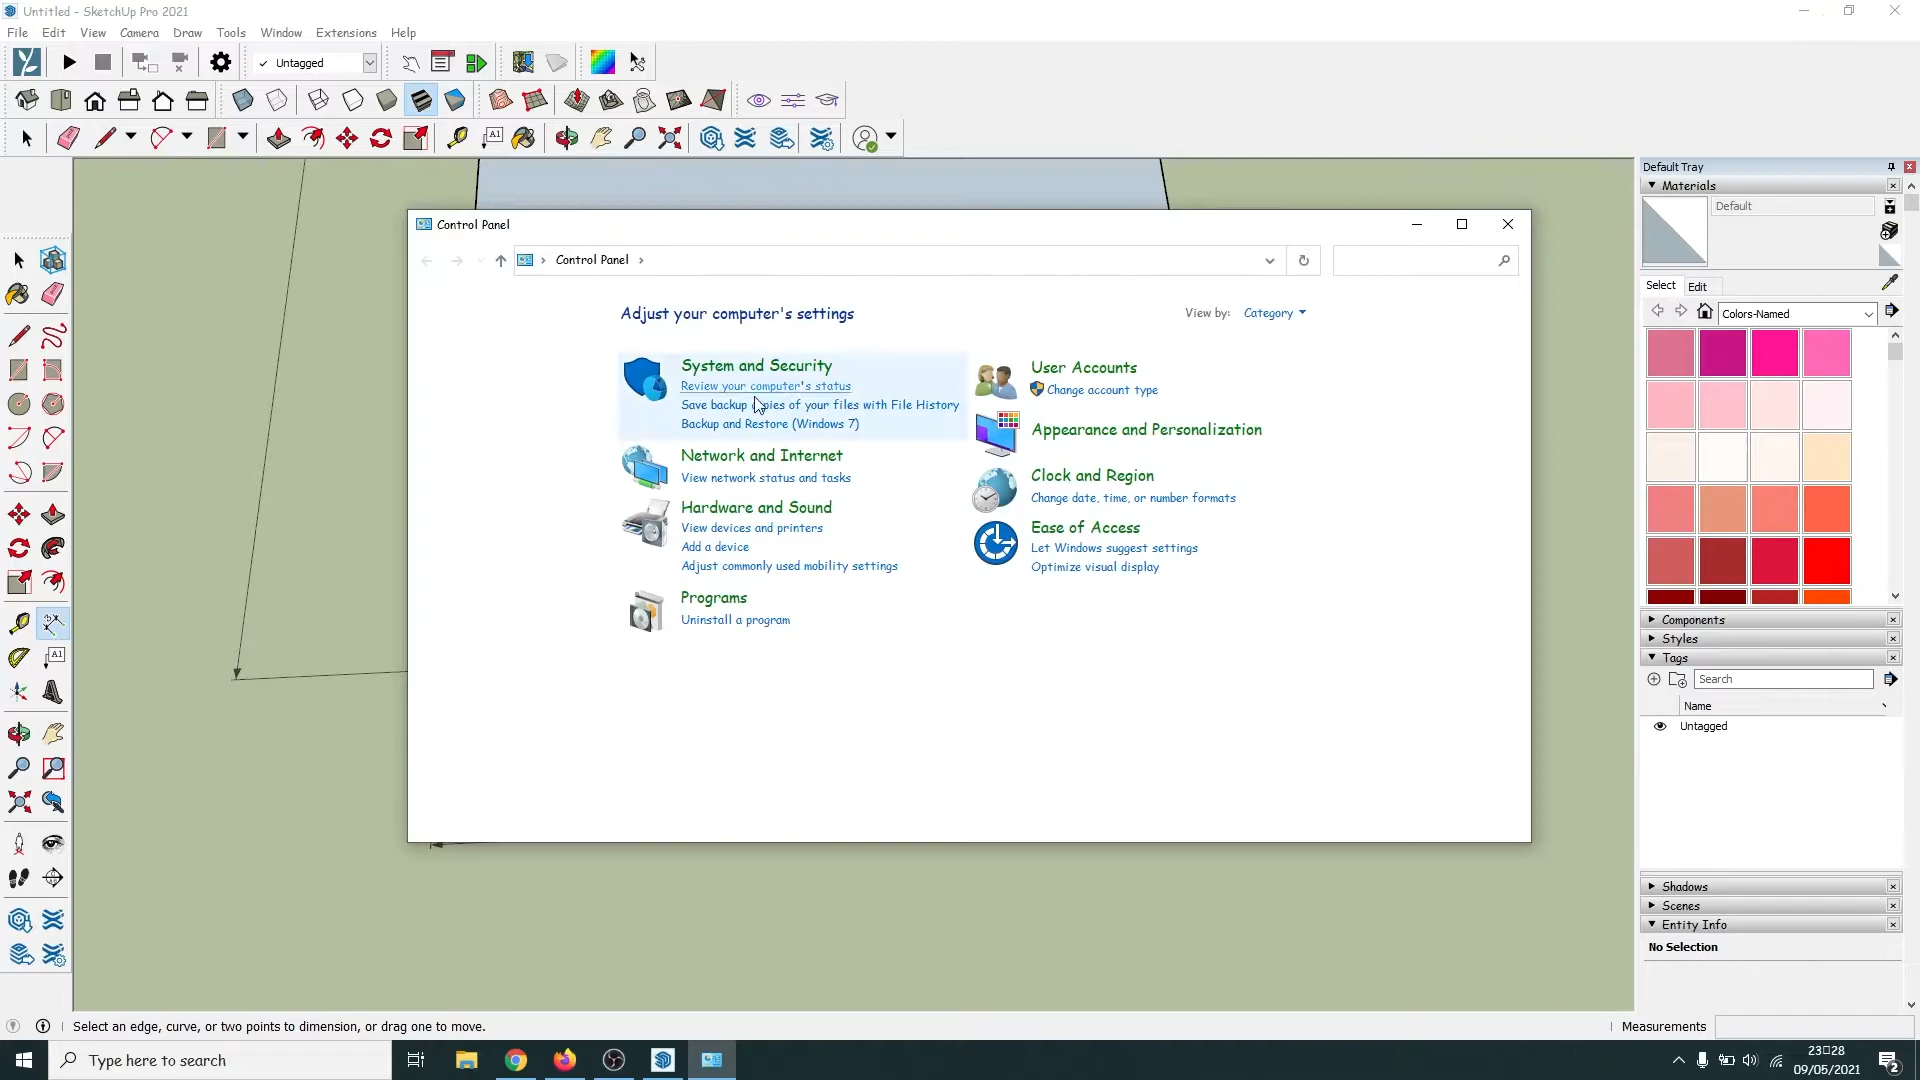 Untitled - SketchUp Pro 2021
File Edit View Camera Draw Tools Window Extensions Help
Untagged
A1
Default Tray
Materials
Default
Select Edit
Colors-Named
Control Panel
Control Panel
Adjust your computer's settings
View by: Category
System and Security
Review your computer's status
Save backup copies of your files with File History
Backup and Restore (Windows 7)
Network and Internet
View network status and tasks
Hardware and Sound
View devices and printers
Add a device
Adjust commonly used mobility settings
Programs
Uninstall a program
User Accounts
Change account type
Appearance and Personalization
Clock and Region
Change date, time, or number formats
Ease of Access
Let Windows suggest settings
Optimize visual display
A1
Components
Styles
Tags
Search
Name
Untagged
Shadows
Scenes
Entity Info
No Selection
Select an edge, curve, or two points to dimension, or drag one to move.
Measurements
Type here to search
23□28
09/05/2021
2